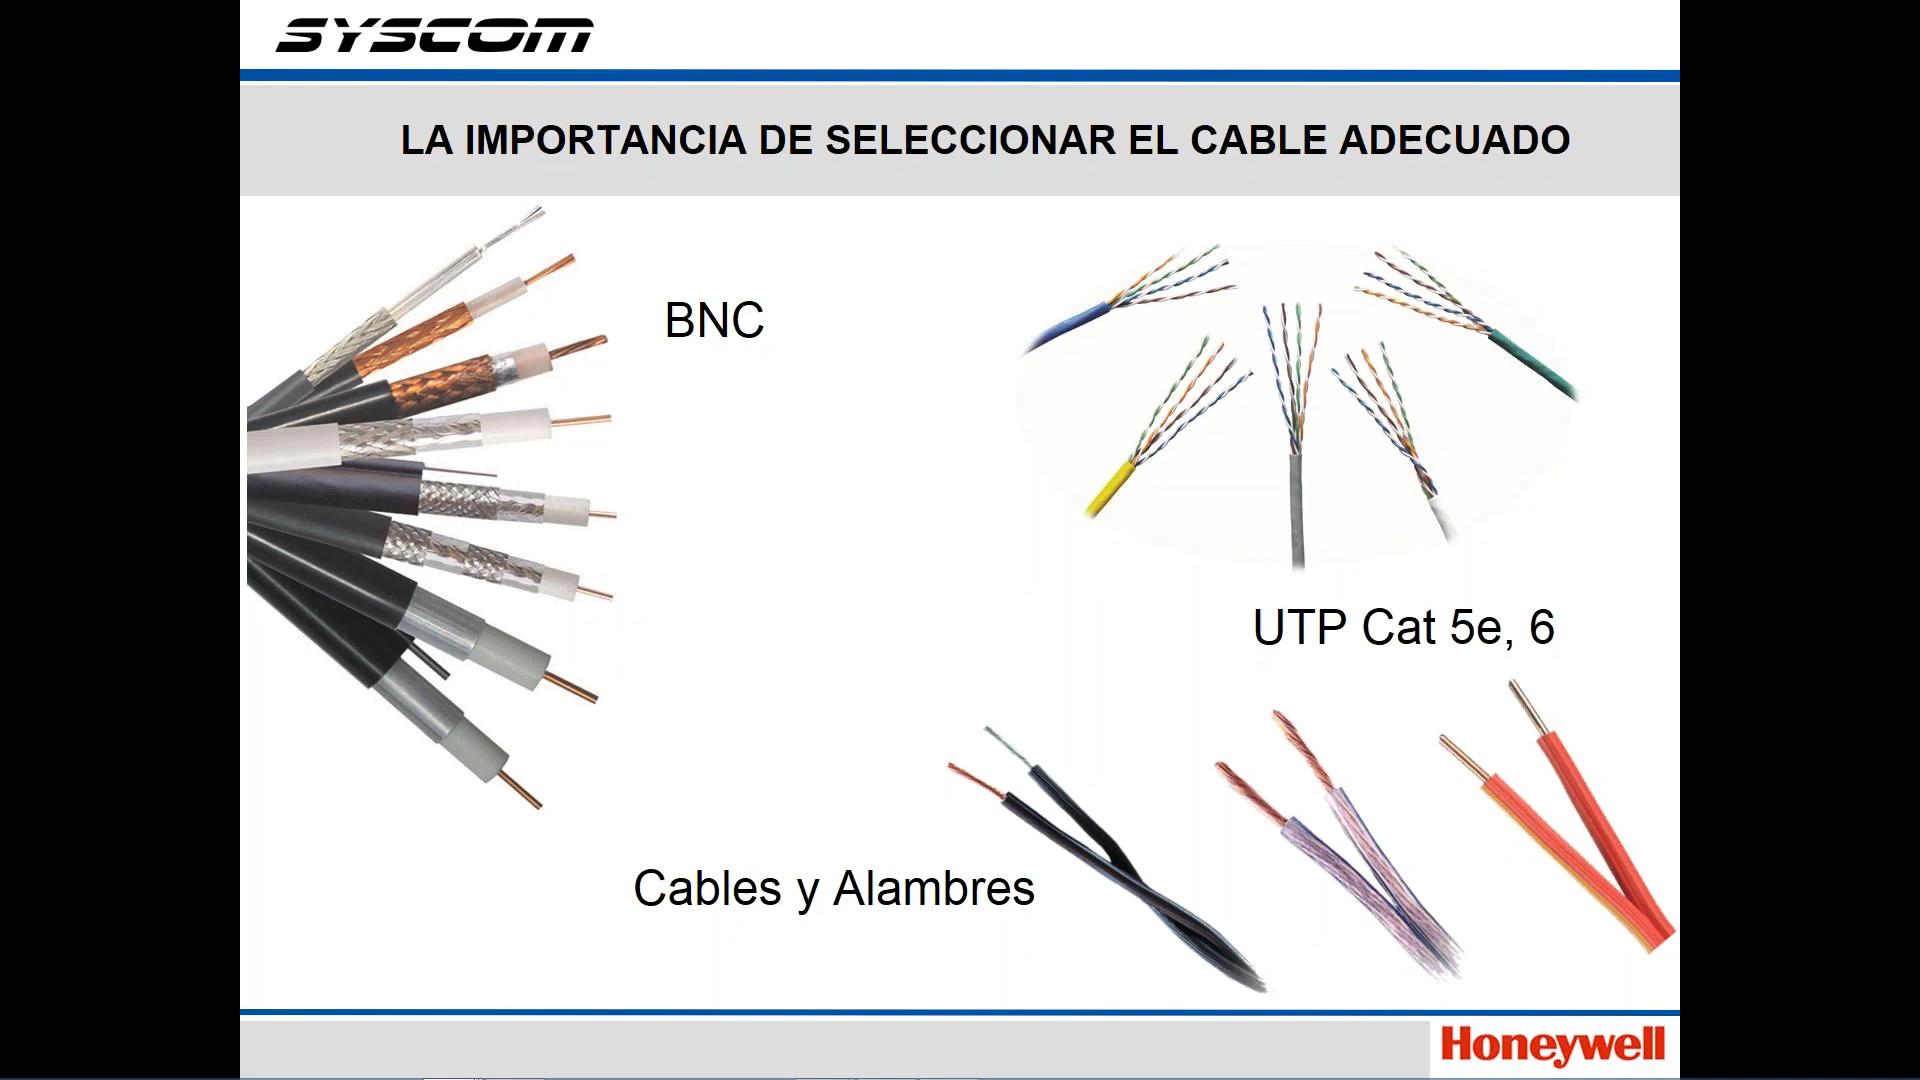 SYSCOM
LA IMPORTANCIA DE SELECCIONAR EL CABLE ADECUADO
BNC
UTP Cat 5e, 6
Cables y Alambres
Honeywell